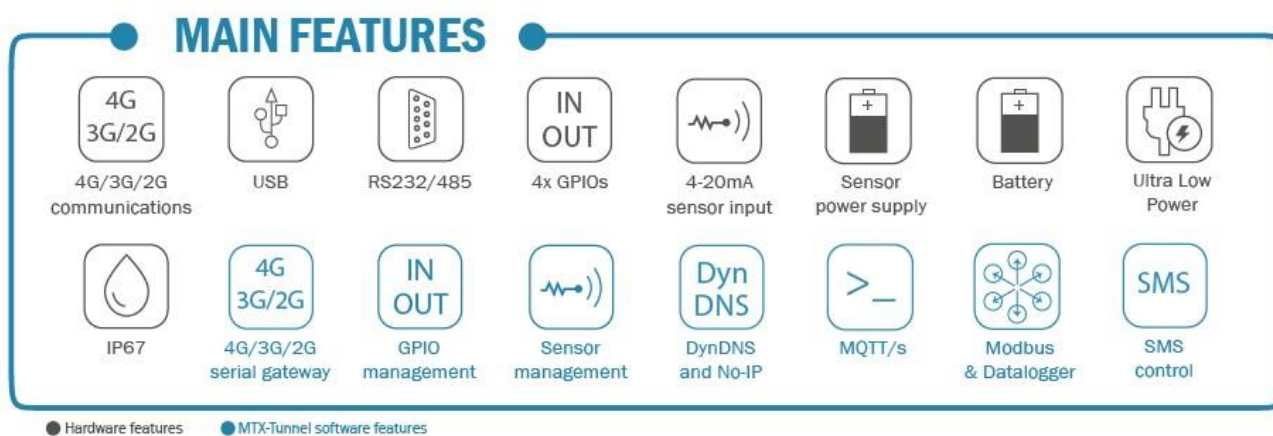 MAIN FEATURES
4G
3G/2G
IN
OUT
4G/3G/2G
communications
USB
RS232/485
4x GPIOs
4-20mA
sensor input
Sensor
power supply
Battery
Ultra Low
Power
4G
3G/2G
IN
OUT
Dyn
DNS
>_
SMS
IP67
4G/3G/2G
serial gateway
GPIO
management
Sensor
management
DynDNS
and No-IP
MQTT/s
Modbus
& Datalogger
SMS
control
Hardware features
MTX-Tunnel software features